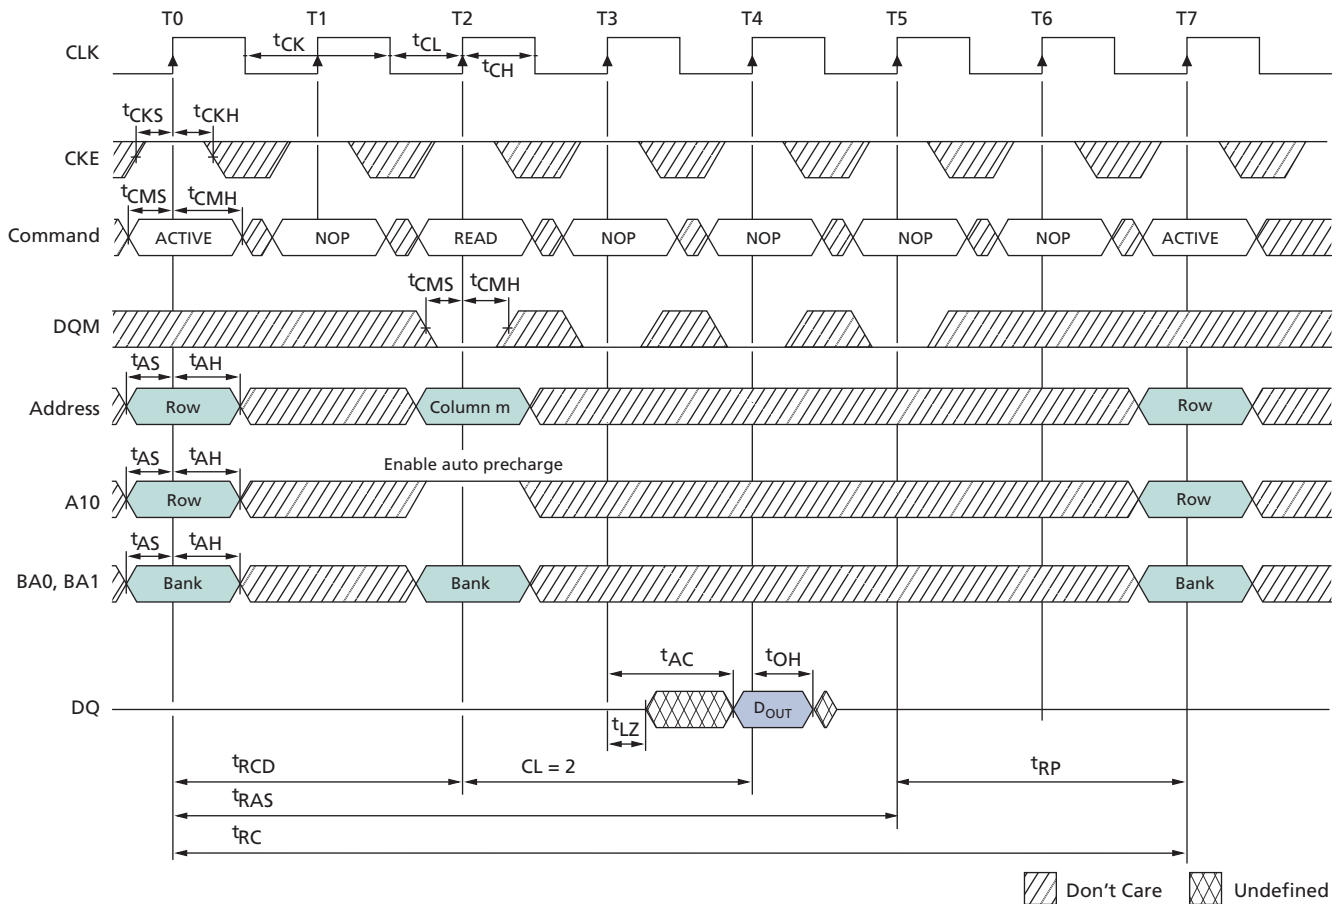 T0 T1 T2 T3 T4 T5 T6 T7
CLK
tCK tCL
tCH
tCKS tCKH
CKE
tCMS tCMH
Command ACTIVE NOP READ NOP NOP NOP NOP ACTIVE
tCMS tCMH
DQM
tAS tAH
Address Row Column m Row
tAS tAH
Enable auto precharge
A10 Row Row
tAS tAH
BA0, BA1 Bank Bank Bank
tAC tOH
DQ DOUT
tLZ
tRCD CL = 2 tRP
tRAS
tRC
Don't Care Undefined